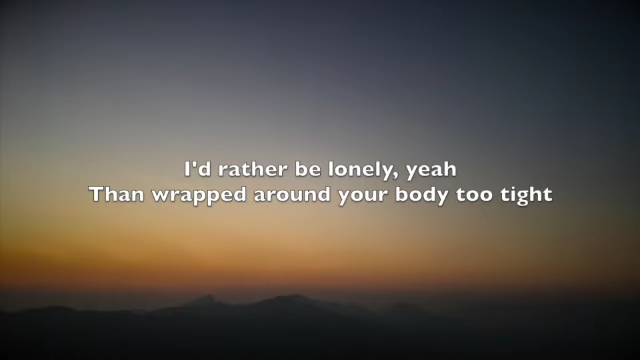 I'd rather be lonely, yeah
Than wrapped around your body too tight